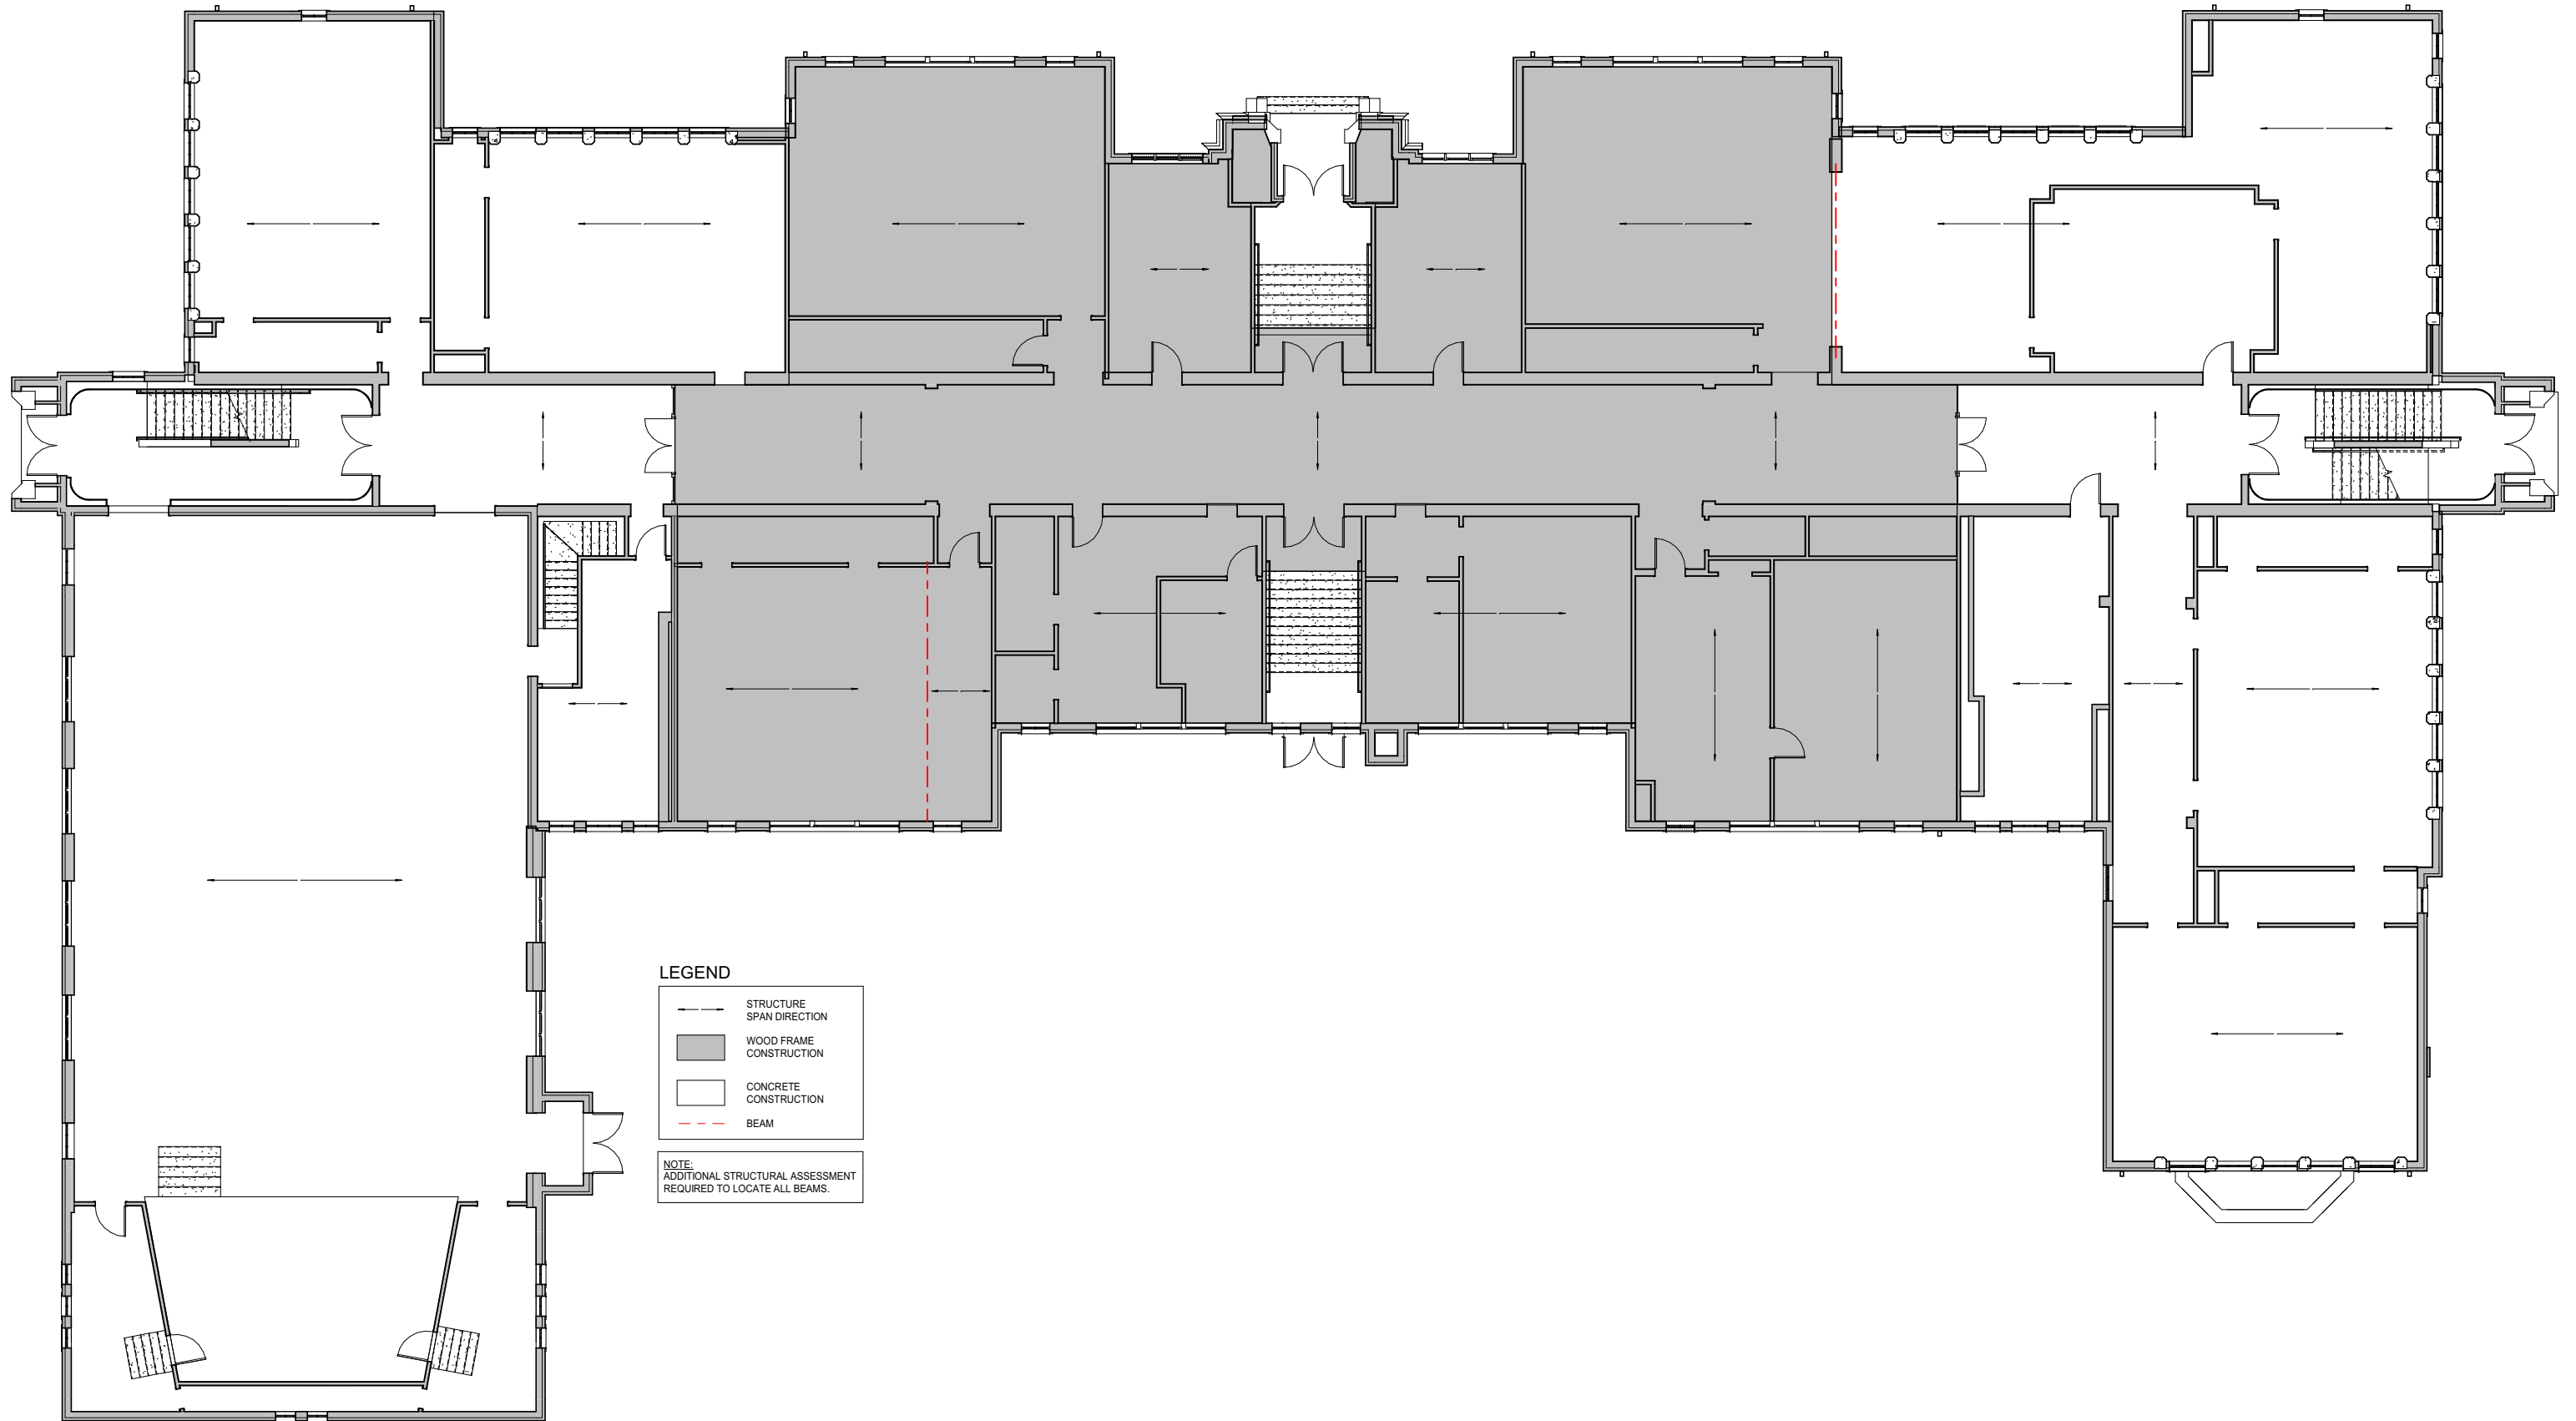 LEGEND
STRUCTURE
SPAN DIRECTION
WOOD FRAME
CONSTRUCTION
CONCRETE
CONSTRUCTION
BEAM
NOTE:
ADDITIONAL STRUCTURAL ASSESSMENT
REQUIRED TO LOCATE ALL BEAMS.